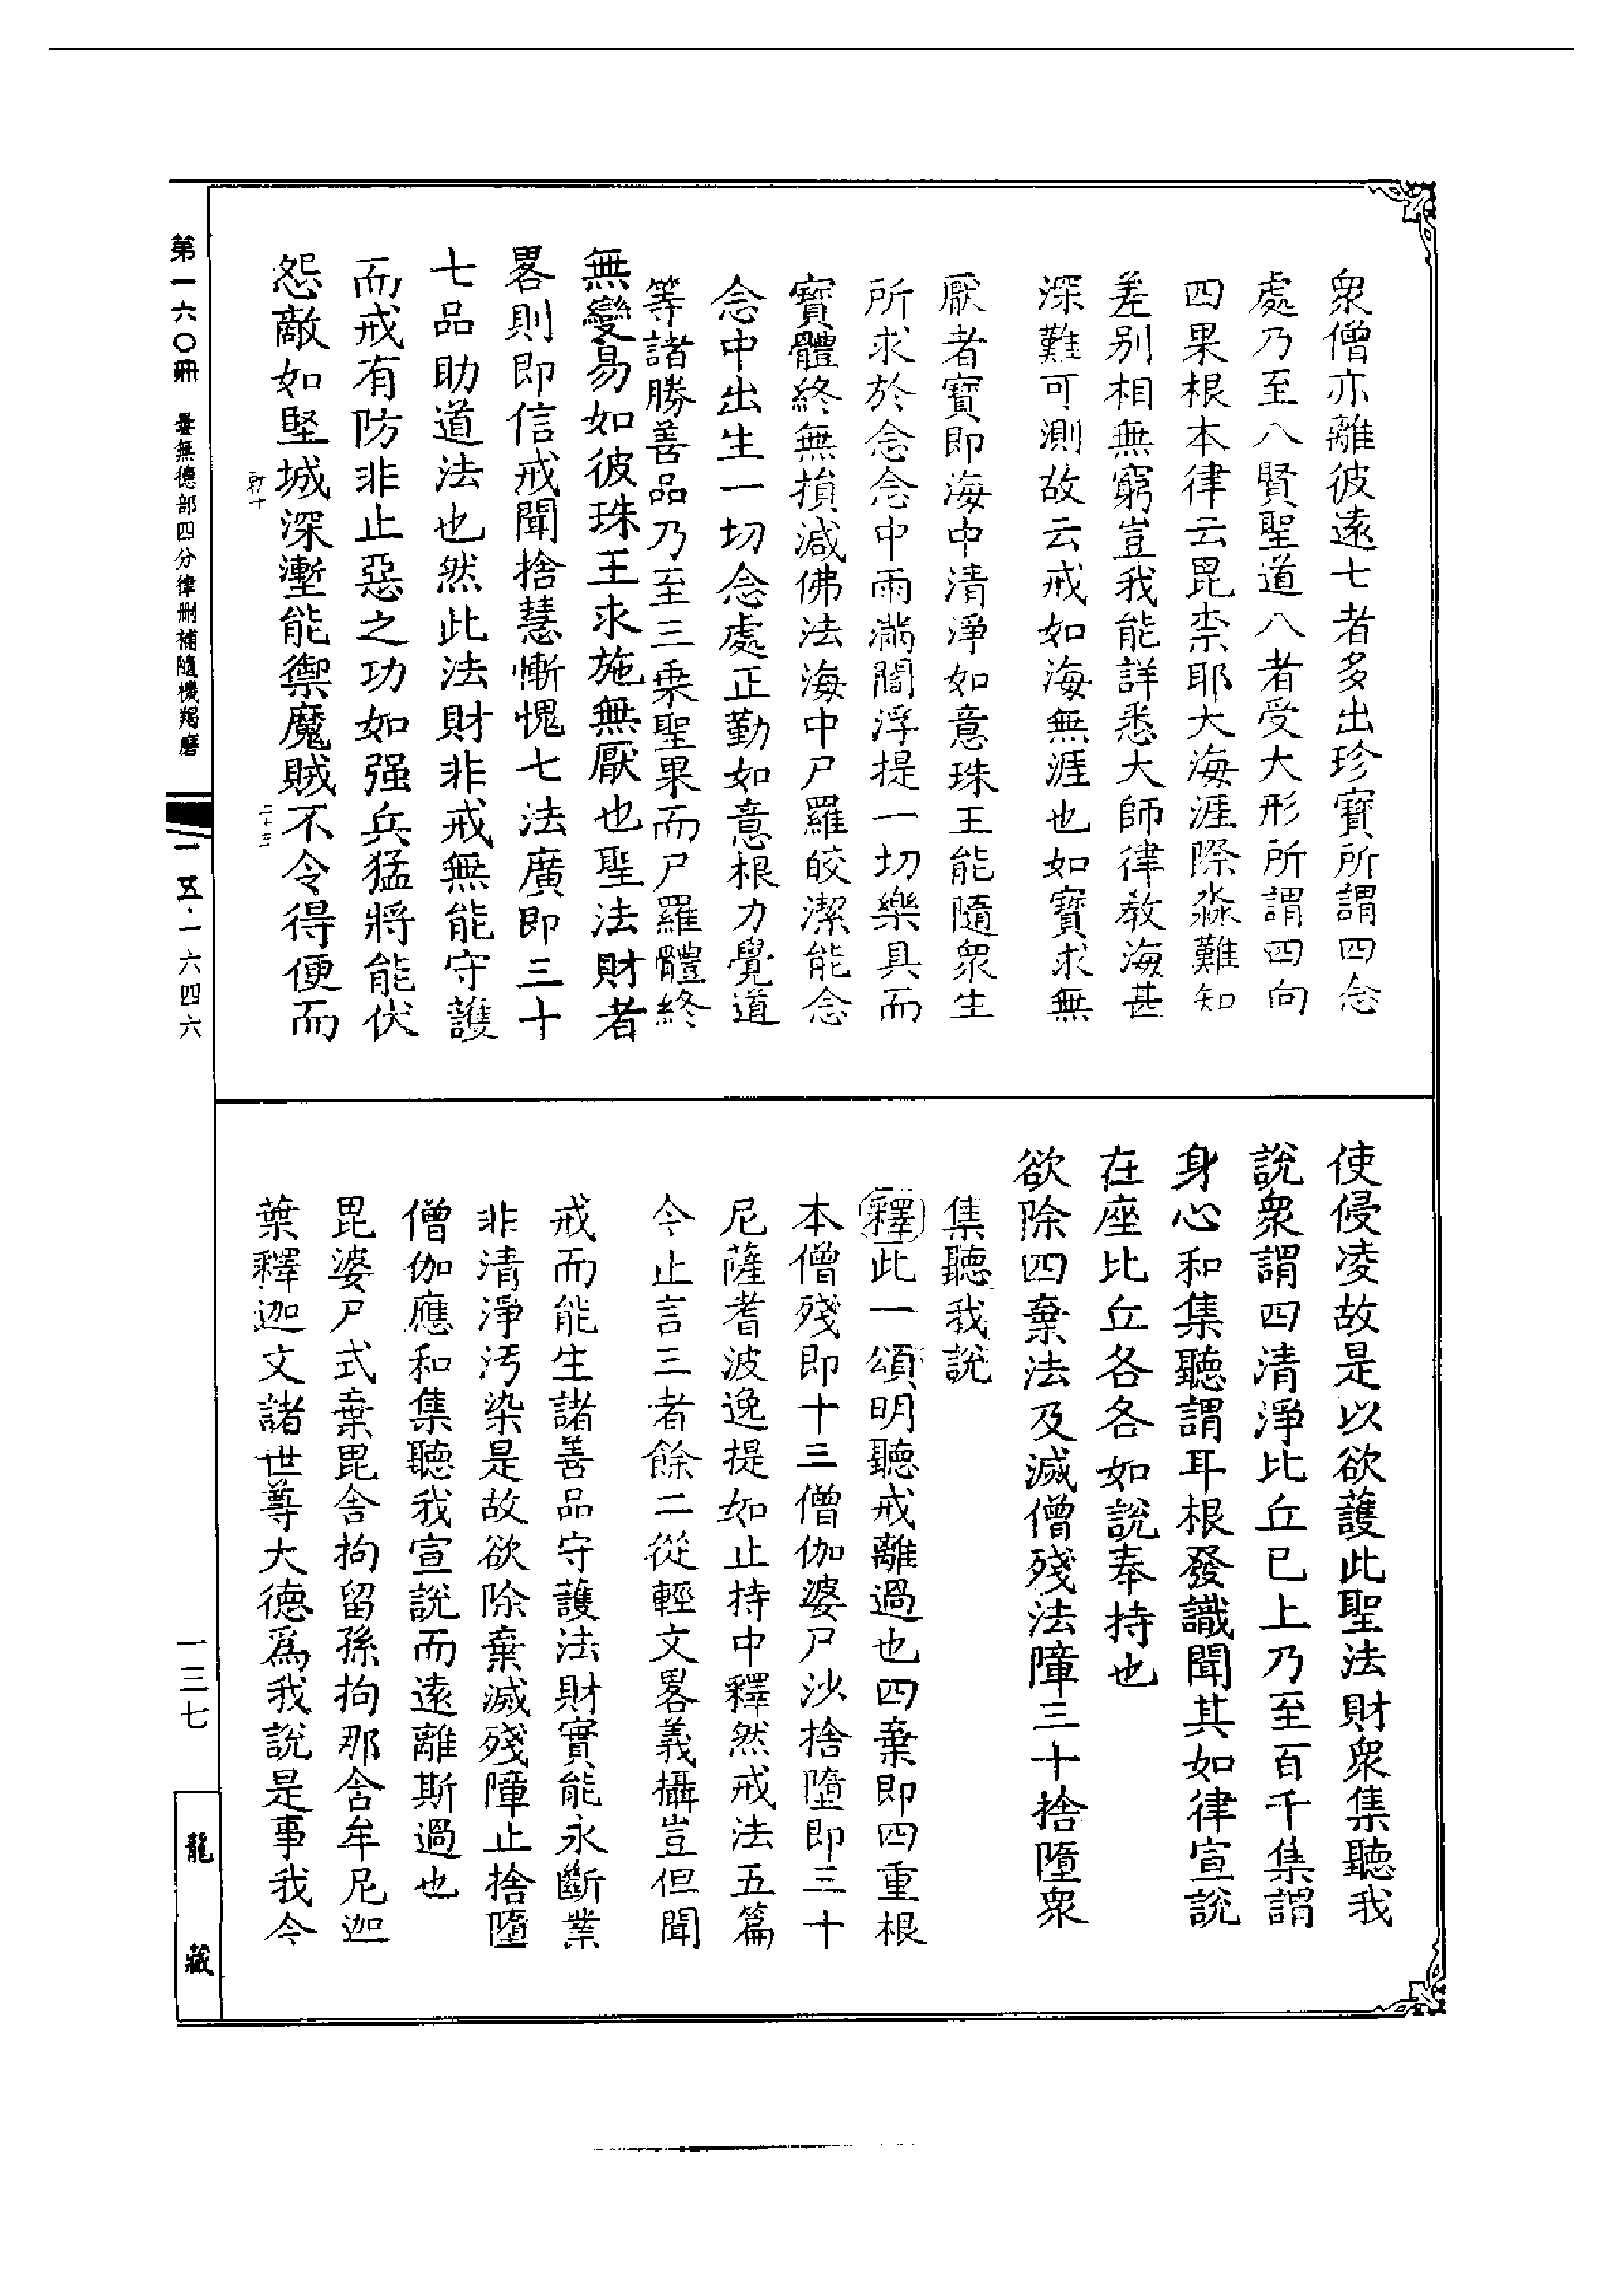 眾僧亦離彼遠七者多出珍寶所謂四念
處乃至八賢聖道八者受大形所謂四向
四果根本律云毘柰耶大海涯際淼難知
差別相無窮豈我能詳悉大師律教海甚
深難可測故云戒如海無涯也如寶求無
厭者寶即海中清淨如意珠王能隨眾生
所求於念念中雨滿閻浮提一切樂具而
寶體終無損減佛法海中尸羅皎潔能念
念中出生一切念處正勤如意根力覺道
等諸勝善品乃至三乘聖果而尸羅體終
無變易如彼珠王求施無厭也聖法財者
畧則即信戒聞捨慧慚愧七法廣即三十
七品助道法也然此法財非戒無能守護
而戒有防非止惡之功如强兵猛將能伏
怨敵如堅城深塹能禦魔賊不令得便而
使侵凌故是以欲護此聖法財眾集聽我
說眾謂四清淨比丘已上乃至百千集謂
身心和集聽謂耳根發識聞其如律宣說
在座比丘各各如說奉持也
欲除四棄法及滅僧殘法障三十捨墮眾
集聽我說
釋此一頌明聽戒離過也四棄即四重根
本僧殘即十三僧伽婆尸沙捨墮即三十
尼薩耆波逸提如止持中釋然戒法五篇
今止言三者餘二從輕文畧義攝豈但聞
戒而能生諸善品守護法財實能永斷業
非清淨汚染是故欲除棄滅殘障止捨墮
僧伽應和集聽我宣說而遠離斯過也
毘婆尸式棄毘舍拘留孫拘那含牟尼迦
葉釋迦文諸世尊大德爲我說是事我今
第一六〇冊 曇無德部四分律刪補隨機羯磨
一五·一六四六
一三七
龍藏